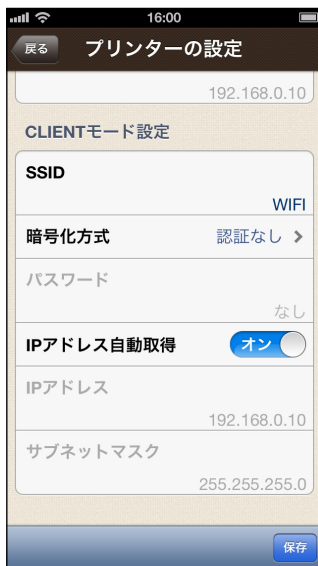 16:00
戻る プリンターの設定
192.168.0.10
CLIENTモード設定
SSID
WIFI
暗号化方式 認証なし
パスワード
なし
IPアドレス自動取得 オン
IPアドレス
192.168.0.10
サブネットマスク
255.255.255.0
保存